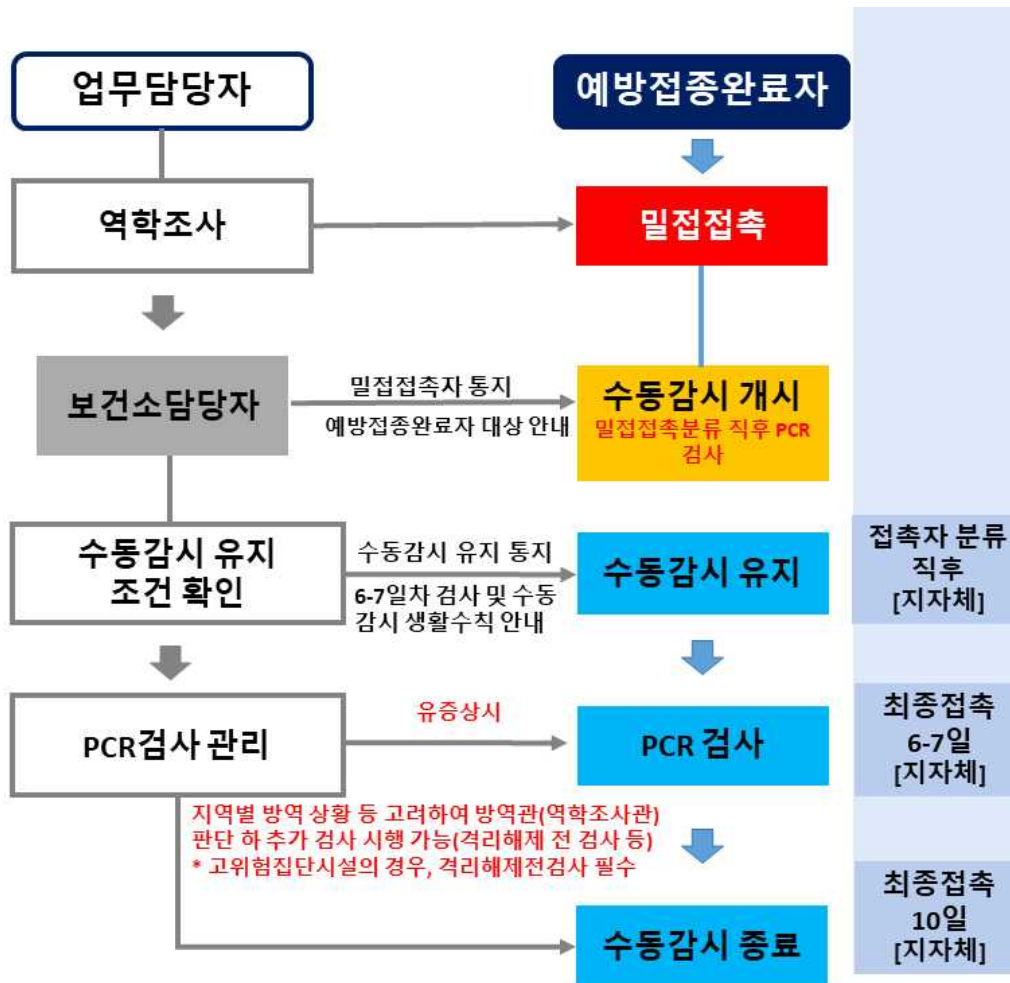 업무담당자
예방접종완료자
역학조사
밀접접촉
보건소담당자
밀접접촉자 통지
예방접종완료자 대상 안내
수동감시 개시
밀접접촉분류 직후 PCR
검사
수동감시 유지
조건 확인
수동감시 유지 통지
6-7일차 검사 및 수동
감시 생활수칙 안내
수동감시 유지
접촉자 분류
직후
[지자체]
PCR검사 관리
유증상시
PCR 검사
최종접촉
6-7일
[지자체]
지역별 방역 상황 등 고려하여 방역관(역학조사관)
판단 하 추가 검사 시행 가능(격리해제 전 검사 등)
* 고위험집단시설의 경우, 격리해제전검사 필수
수동감시 종료
최종접촉
10일
[지자체]